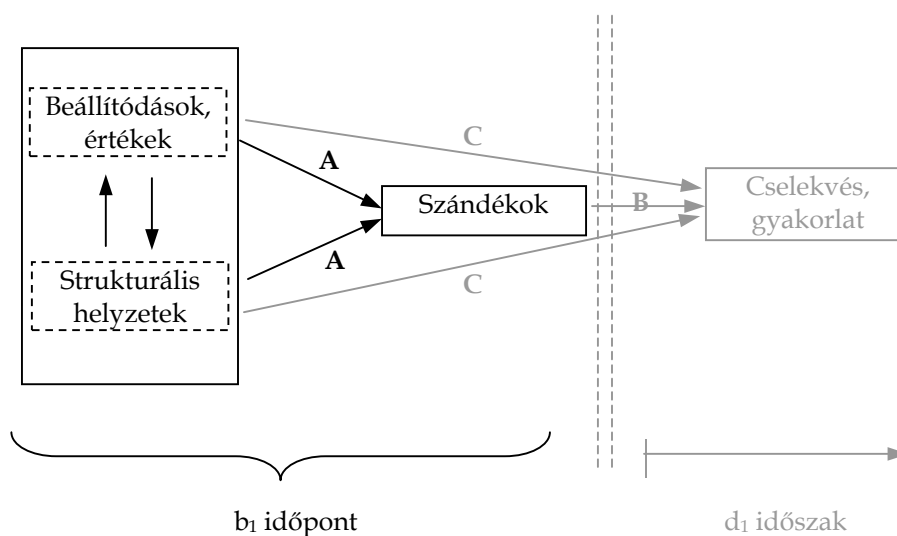 Beállítódások,
értékek
C
A
Szándékok
B
Cselekvés,
gyakorlat
A
Strukturális
helyzetek
C
b₁ időpont
d₁ időszak